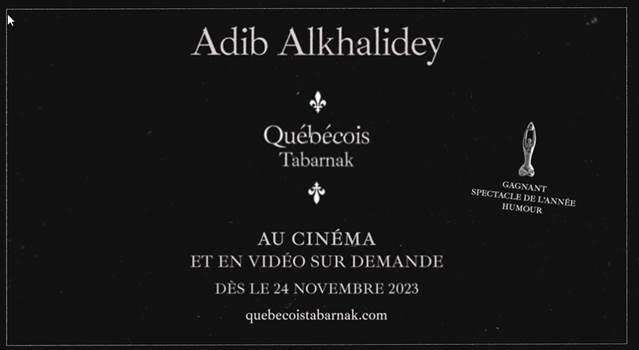 Adib Alkhalidey
Québécois
Tabarnak
GAGNANT
SPECTACLE DE L'ANNÉE
HUMOUR
AU CINÉMA
ET EN VIDÉO SUR DEMANDE
DÈS LE 24 NOVEMBRE 2023
quebecoistabarnak.com